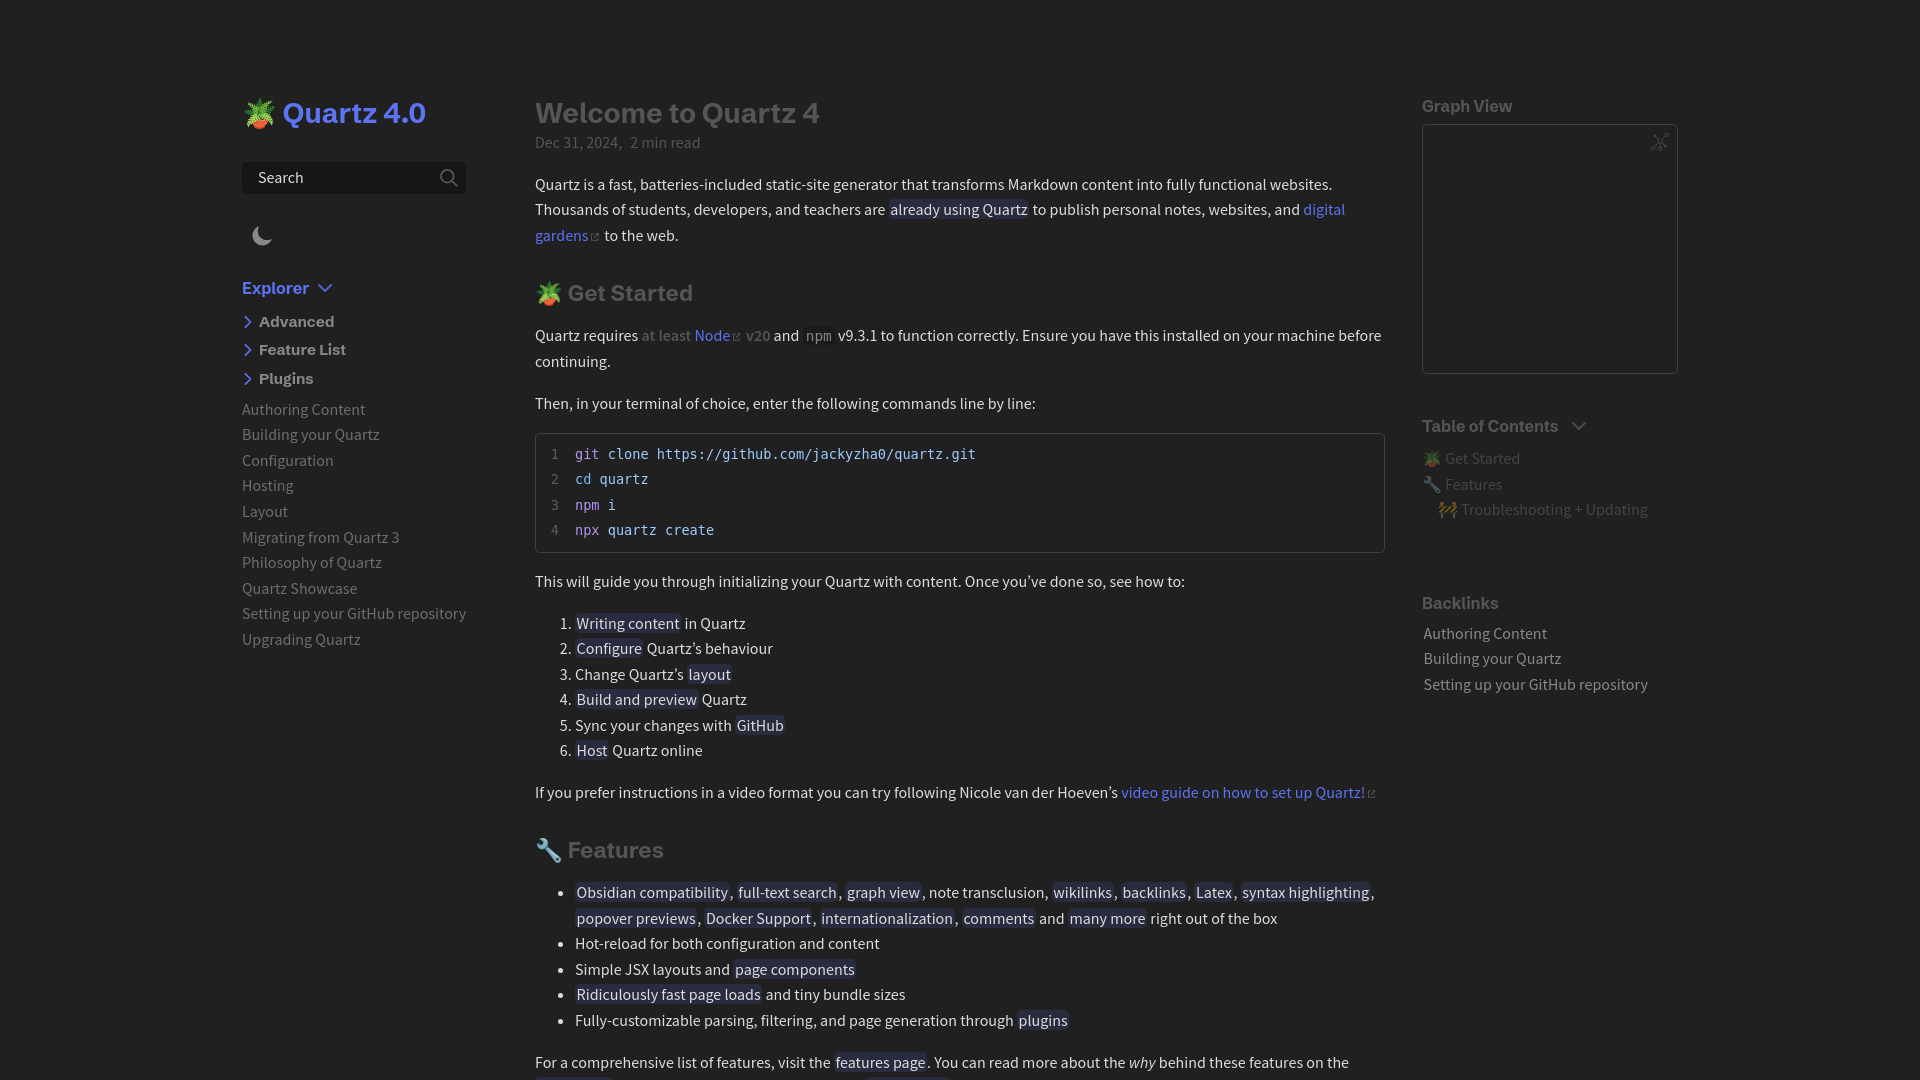 🪴 Quartz 4.0
Search
Explorer
Advanced
Feature List
Plugins
Authoring Content
Building your Quartz
Configuration
Hosting
Layout
Migrating from Quartz 3
Philosophy of Quartz
Quartz Showcase
Setting up your GitHub repository
Upgrading Quartz
Welcome to Quartz 4
Dec 31, 2024, 2 min read
Quartz is a fast, batteries-included static-site generator that transforms Markdown content into fully functional websites.
Thousands of students, developers, and teachers are already using Quartz to publish personal notes, websites, and digital
gardens to the web.
🪴 Get Started
Quartz requires at least Node v20 and npm v9.3.1 to function correctly. Ensure you have this installed on your machine before
continuing.
Then, in your terminal of choice, enter the following commands line by line:
1 git clone https://github.com/jackyzha0/quartz.git
2 cd quartz
3 npm i
4 npx quartz create
This will guide you through initializing your Quartz with content. Once you’ve done so, see how to:
1. Writing content in Quartz
2. Configure Quartz’s behaviour
3. Change Quartz’s layout
4. Build and preview Quartz
5. Sync your changes with GitHub
6. Host Quartz online
If you prefer instructions in a video format you can try following Nicole van der Hoeven’s video guide on how to set up Quartz!
🔧 Features
• Obsidian compatibility, full-text search, graph view, note transclusion, wikilinks, backlinks, Latex, syntax highlighting,
popover previews, Docker Support, internationalization, comments and many more right out of the box
• Hot-reload for both configuration and content
• Simple JSX layouts and page components
• Ridiculously fast page loads and tiny bundle sizes
• Fully-customizable parsing, filtering, and page generation through plugins
For a comprehensive list of features, visit the features page. You can read more about the why behind these features on the
Graph View
Table of Contents
🪴 Get Started
🔧 Features
🚧 Troubleshooting + Updating
Backlinks
Authoring Content
Building your Quartz
Setting up your GitHub repository